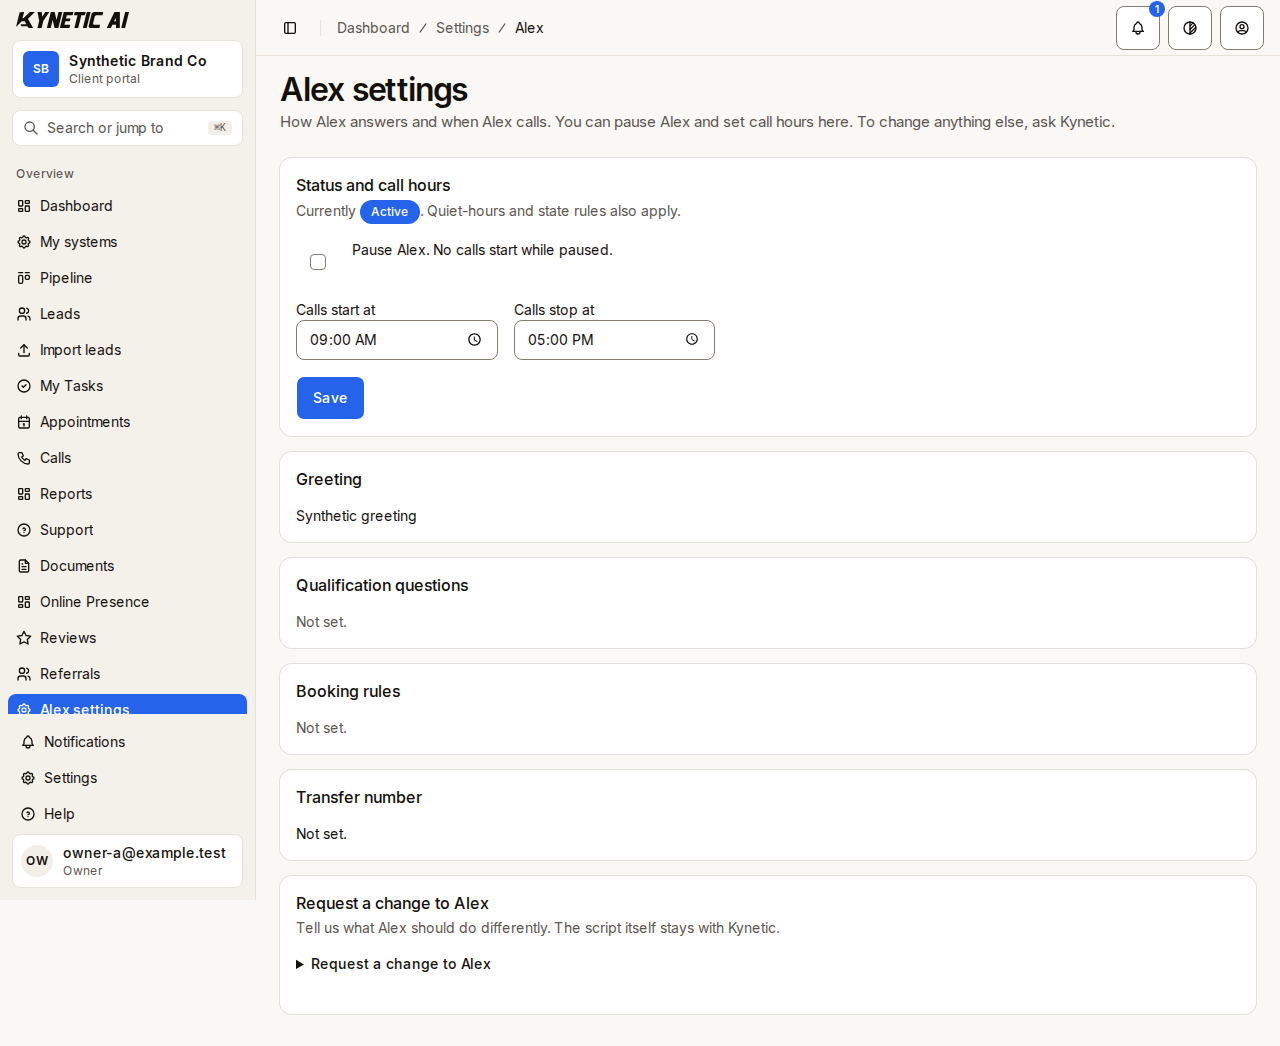 KYNETIC AI
SB
Synthetic Brand Co
Client portal
Search or jump to
⌘K
Overview
Dashboard
My systems
Pipeline
Leads
Import leads
My Tasks
Appointments
Calls
Reports
Support
Documents
Online Presence
Reviews
Referrals
Alex settings
Notifications
Settings
Help
OW
owner-a@example.test
Owner
Dashboard / Settings / Alex
1
Alex settings
How Alex answers and when Alex calls. You can pause Alex and set call hours here. To change anything else, ask Kynetic.
Status and call hours
Currently Active. Quiet-hours and state rules also apply.
Pause Alex. No calls start while paused.
Calls start at
Calls stop at
09:00 AM
05:00 PM
Save
Greeting
Synthetic greeting
Qualification questions
Not set.
Booking rules
Not set.
Transfer number
Not set.
Request a change to Alex
Tell us what Alex should do differently. The script itself stays with Kynetic.
Request a change to Alex